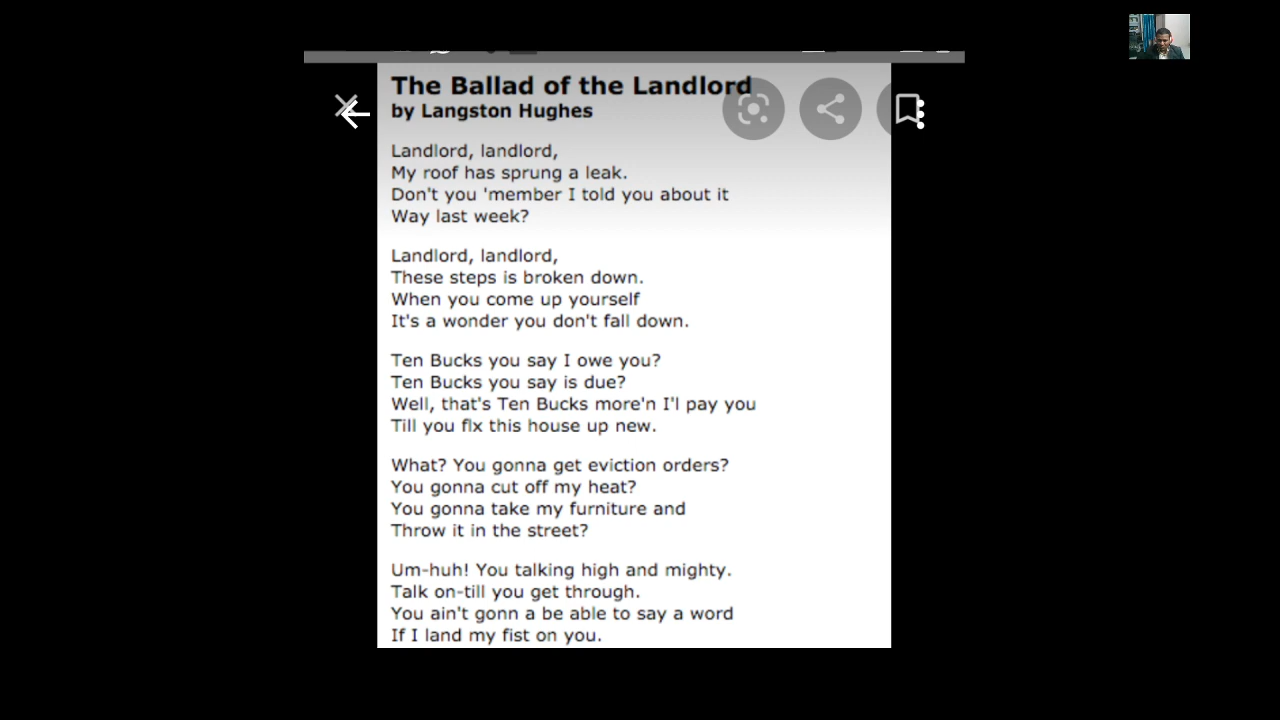 The Ballad of the Landlord
by Langston Hughes
Landlord, landlord,
My roof has sprung a leak.
Don't you 'member I told you about it
Way last week?
Landlord, landlord,
These steps is broken down.
When you come up yourself
It's a wonder you don't fall down.
Ten Bucks you say I owe you?
Ten Bucks you say is due?
Well, that's Ten Bucks more'n I'l pay you
Till you flx this house up new.
What? You gonna get eviction orders?
You gonna cut off my heat?
You gonna take my furniture and
Throw it in the street?
Um-huh! You talking high and mighty.
Talk on-till you get through.
You ain't gonn a be able to say a word
If I land my fist on you.